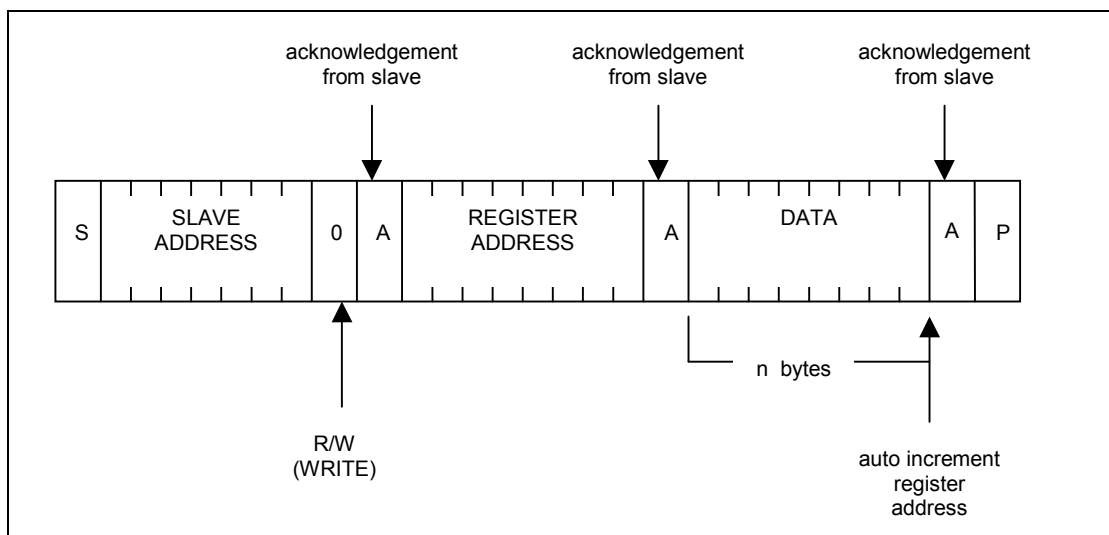 acknowledgement
from slave
acknowledgement
from slave
acknowledgement
from slave
S
SLAVE
ADDRESS
0
A
REGISTER
ADDRESS
A
DATA
A
P
n bytes
R/W
(WRITE)
auto increment
register
address